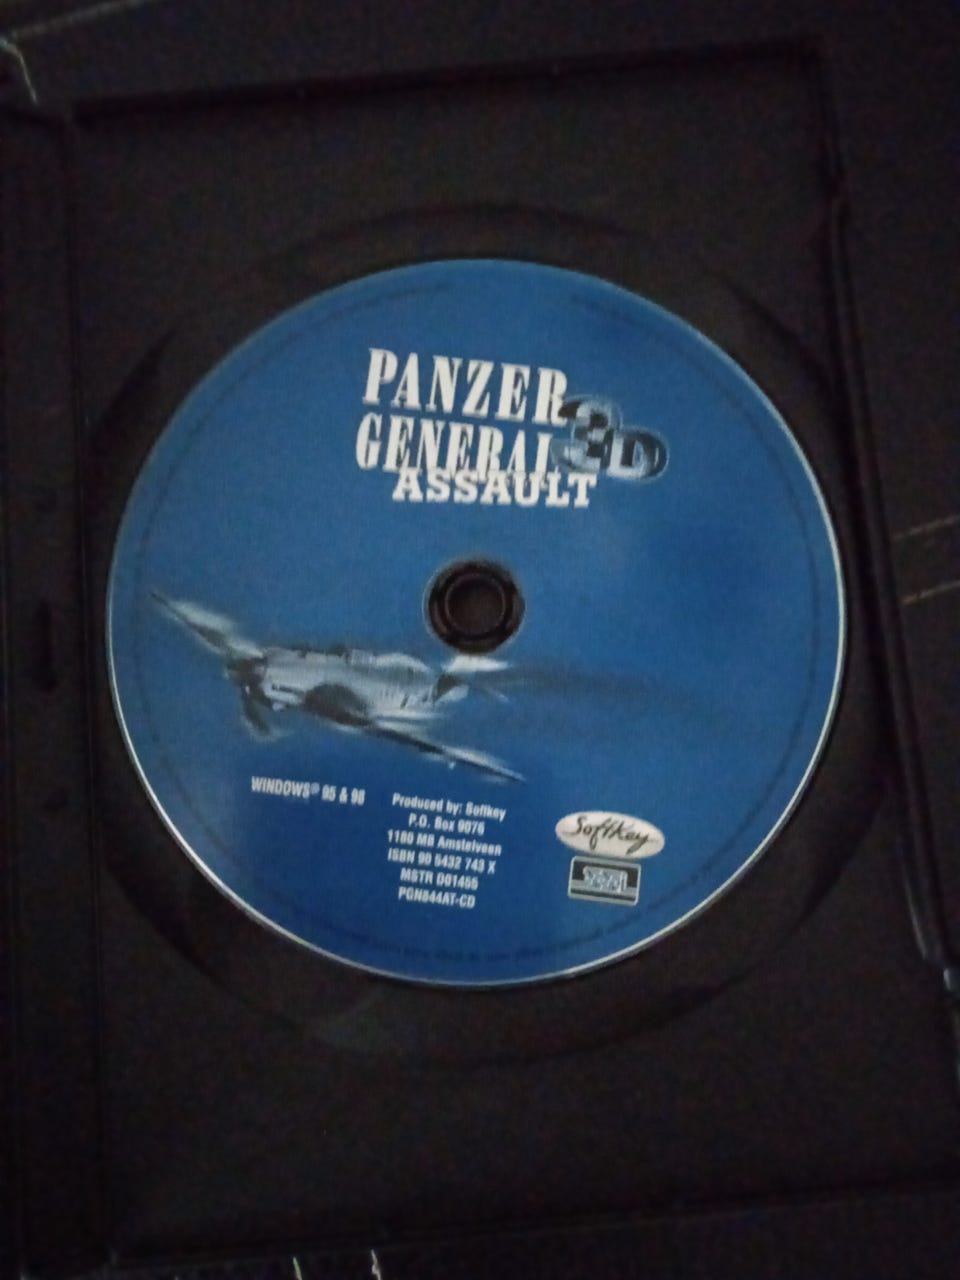 PANZER
GENERAL 3D
ASSAULT
WINDOWS® 95 & 98
Produced by: Softkey
P.O. Box 9076
1180 MB Amstelveen
ISBN 90 5432 743 X
MSTR D01455
PGN844AT-CD
SoftKey